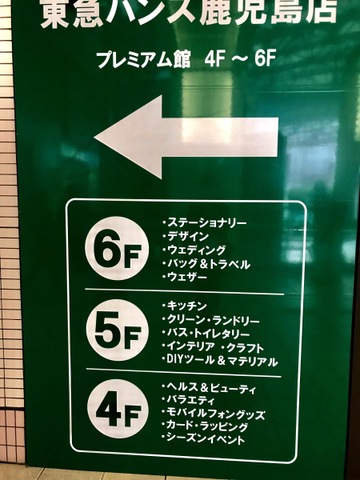 東急ハンズ鹿児島店
プレミアム館 4F～6F
6F
・ステーショナリー
・デザイン
・ウェディング
・バッグ＆トラベル
・ウェザー
5F
・キッチン
・クリーン・ランドリー
・バス・トイレタリー
・インテリア・クラフト
・DIYツール＆マテリアル
4F
・ヘルス＆ビューティ
・バラエティ
・モバイルフォングッズ
・カード・ラッピング
・シーズンイベント